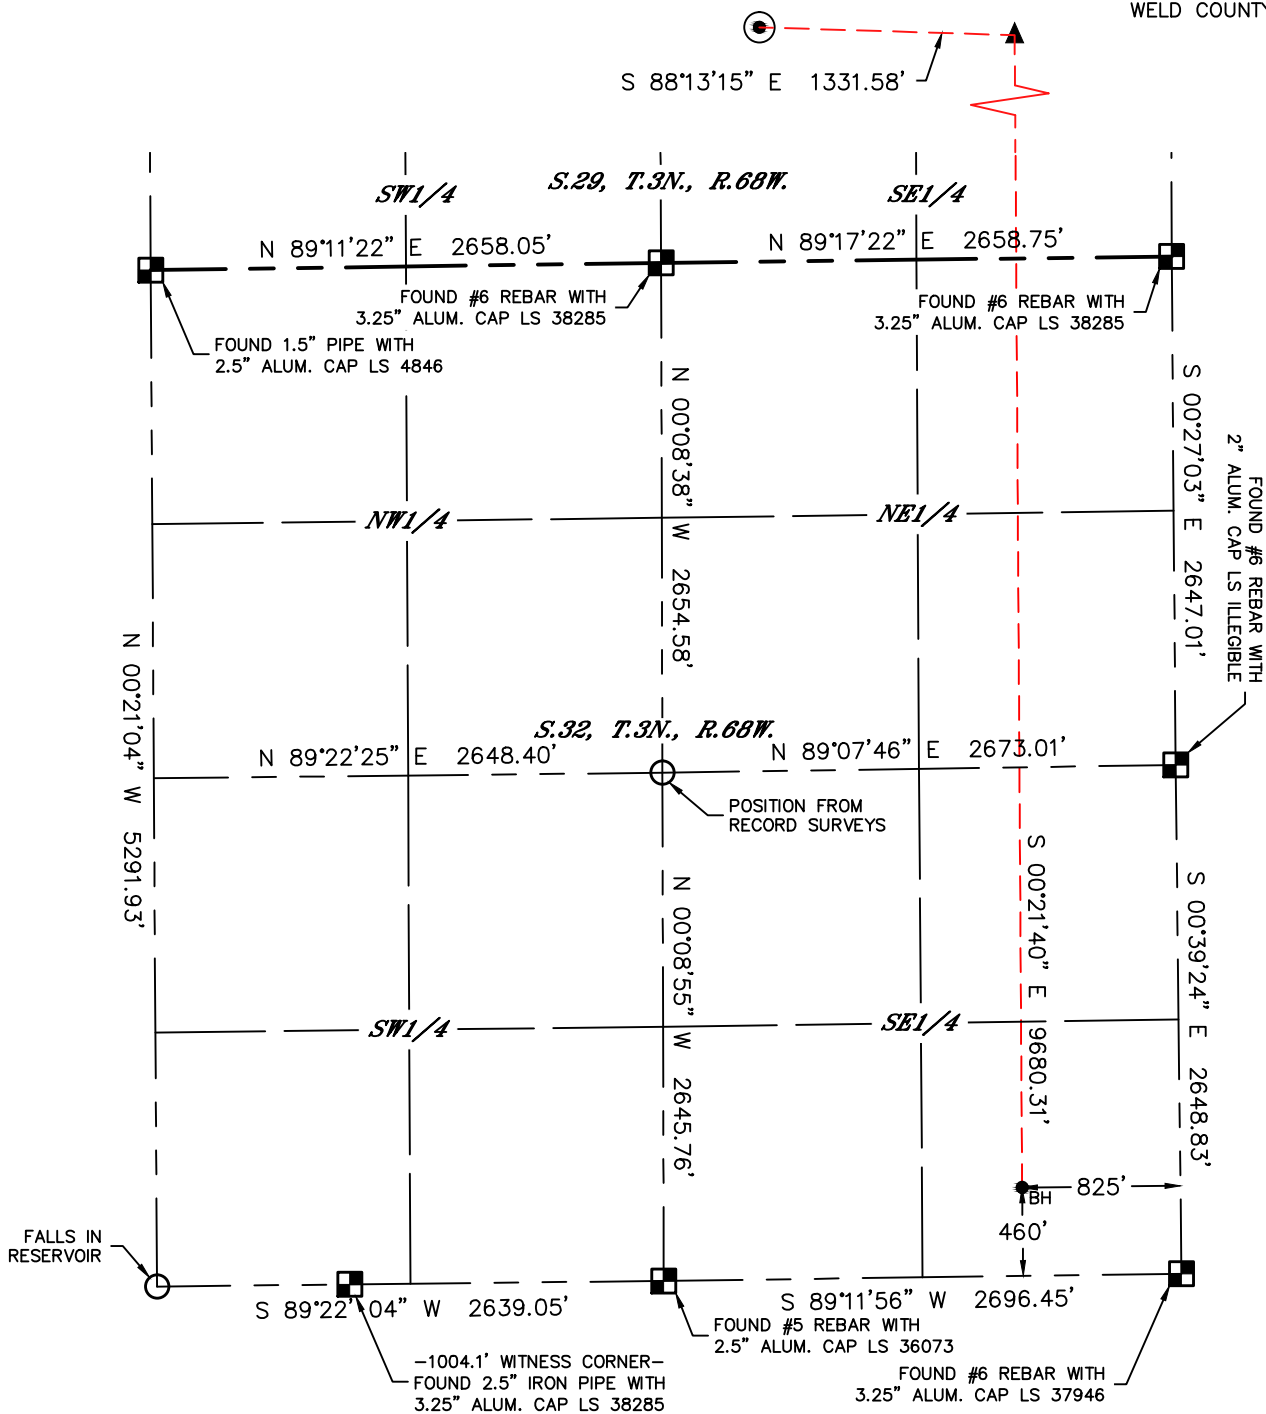 WELD COUNTY
S 88°13'15" E 1331.58'
S.29, T.3N., R.68W.
SW1/4
SE1/4
N 89°11'22" E 2658.05'
N 89°17'22" E 2658.75'
FOUND #6 REBAR WITH
3.25" ALUM. CAP LS 38285
FOUND #6 REBAR WITH
3.25" ALUM. CAP LS 38285
FOUND 1.5" PIPE WITH
2.5" ALUM. CAP LS 4846
N 00°08'38" W 2654.58'
S 00°27'03" E 2647.01'
FOUND #6 REBAR WITH
2" ALUM. CAP LS ILLEGIBLE
NW1/4
NE1/4
N 00°21'04" W 5291.93'
S.32, T.3N., R.68W.
N 89°22'25" E 2648.40'
N 89°07'46" E 2673.01'
POSITION FROM
RECORD SURVEYS
S 00°21'40" E 9680.31'
N 00°08'55" W 2645.76'
S 00°39'24" E 2648.83'
SW1/4
SE1/4
825'
BH
460'
FALLS IN
RESERVOIR
S 89°22'04" W 2639.05'
S 89°11'56" W 2696.45'
FOUND #5 REBAR WITH
2.5" ALUM. CAP LS 36073
-1004.1' WITNESS CORNER-
FOUND 2.5" IRON PIPE WITH
3.25" ALUM. CAP LS 38285
FOUND #6 REBAR WITH
3.25" ALUM. CAP LS 37946